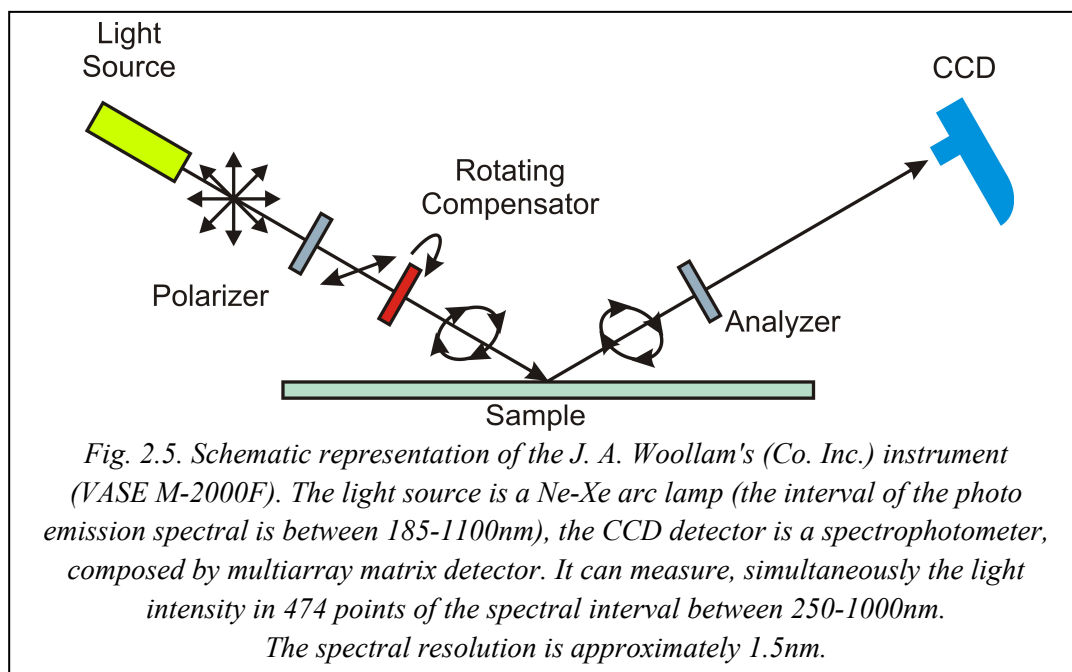 Light
Source
CCD
Rotating
Compensator
Polarizer
Analyzer
Sample
Fig. 2.5. Schematic representation of the J. A. Woollam's (Co. Inc.) instrument
(VASE M-2000F). The light source is a Ne-Xe arc lamp (the interval of the photo
emission spectral is between 185-1100nm), the CCD detector is a spectrophotometer,
composed by multiarray matrix detector. It can measure, simultaneously the light
intensity in 474 points of the spectral interval between 250-1000nm.
The spectral resolution is approximately 1.5nm.